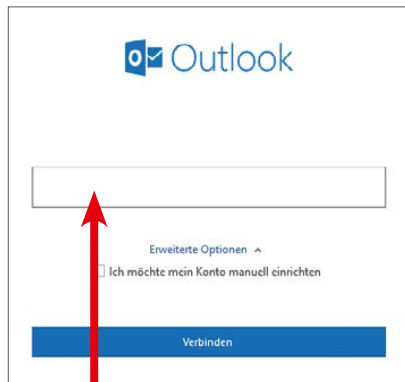 Outlook
Erweiterte Optionen
Ich möchte mein Konto manuell einrichten
Verbinden